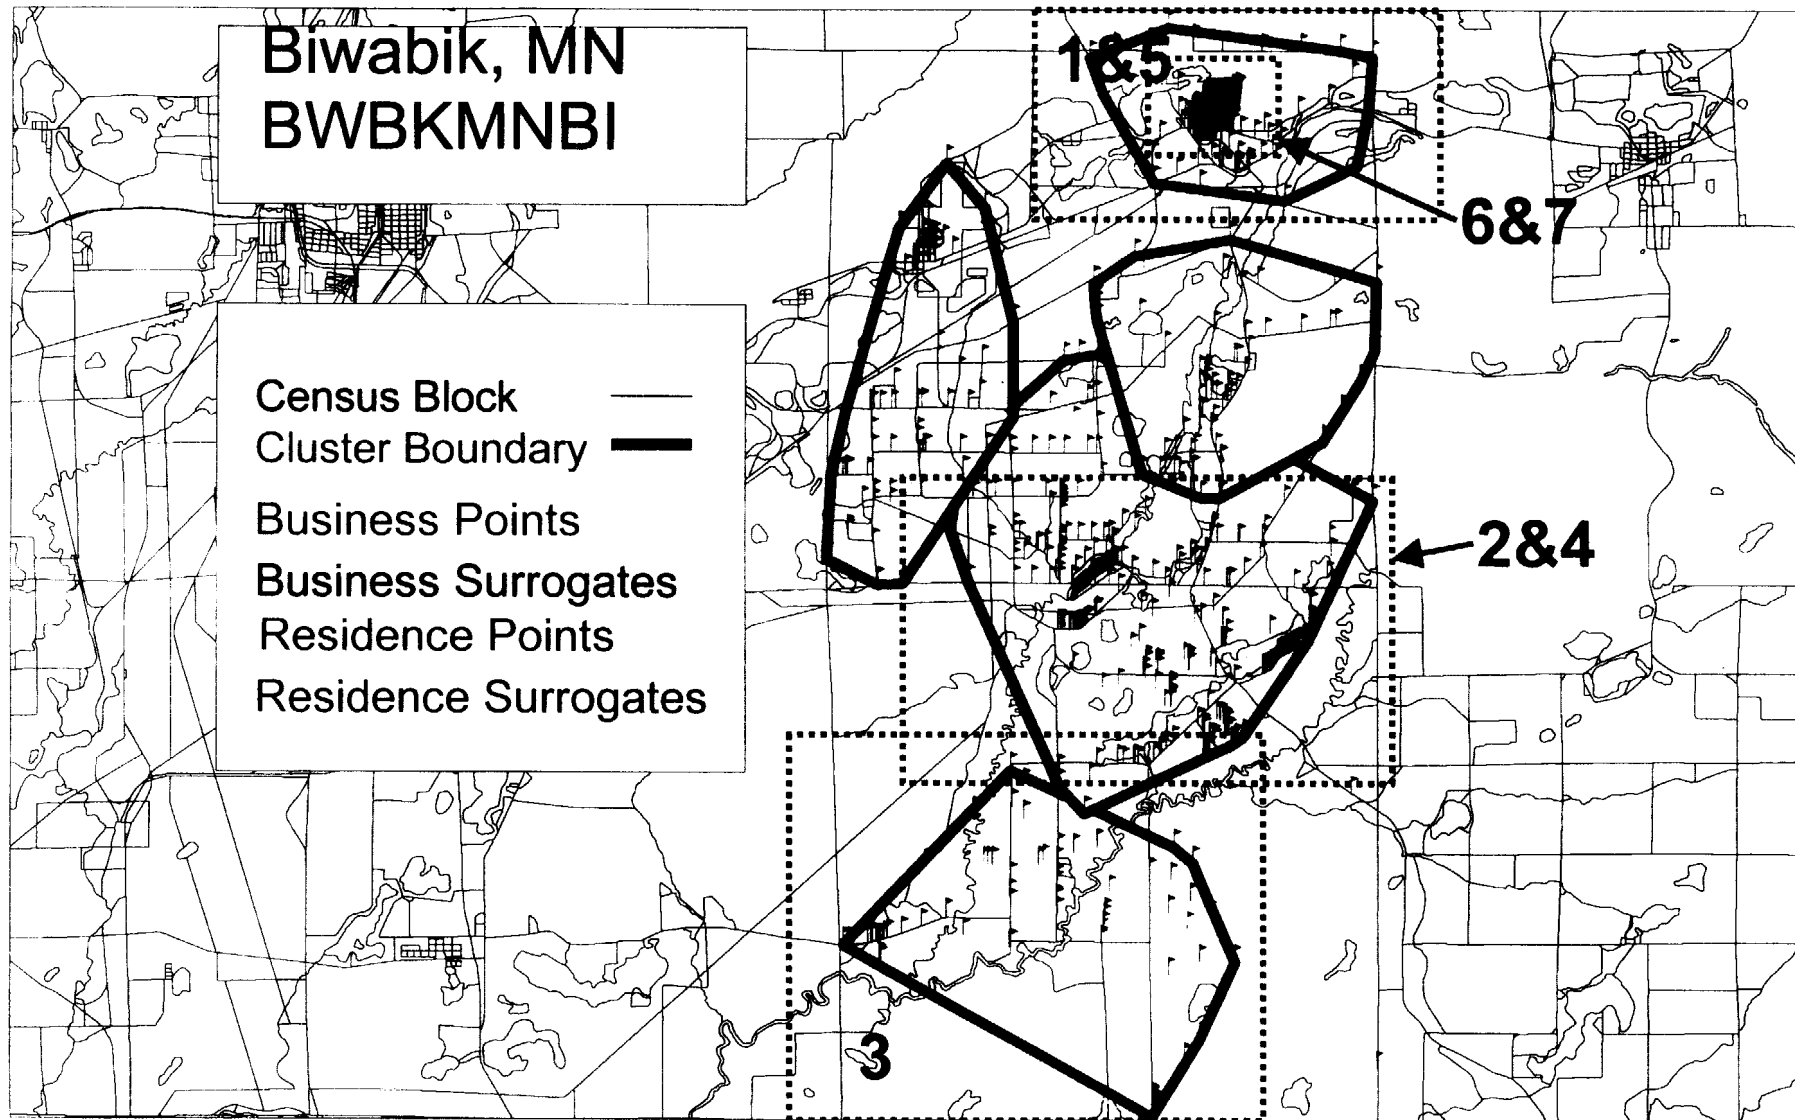 Biwabik, MN
BWBKMNBI
Census Block
Cluster Boundary
Business Points
Business Surrogates
Residence Points
Residence Surrogates
1&5
6&7
2&4
3